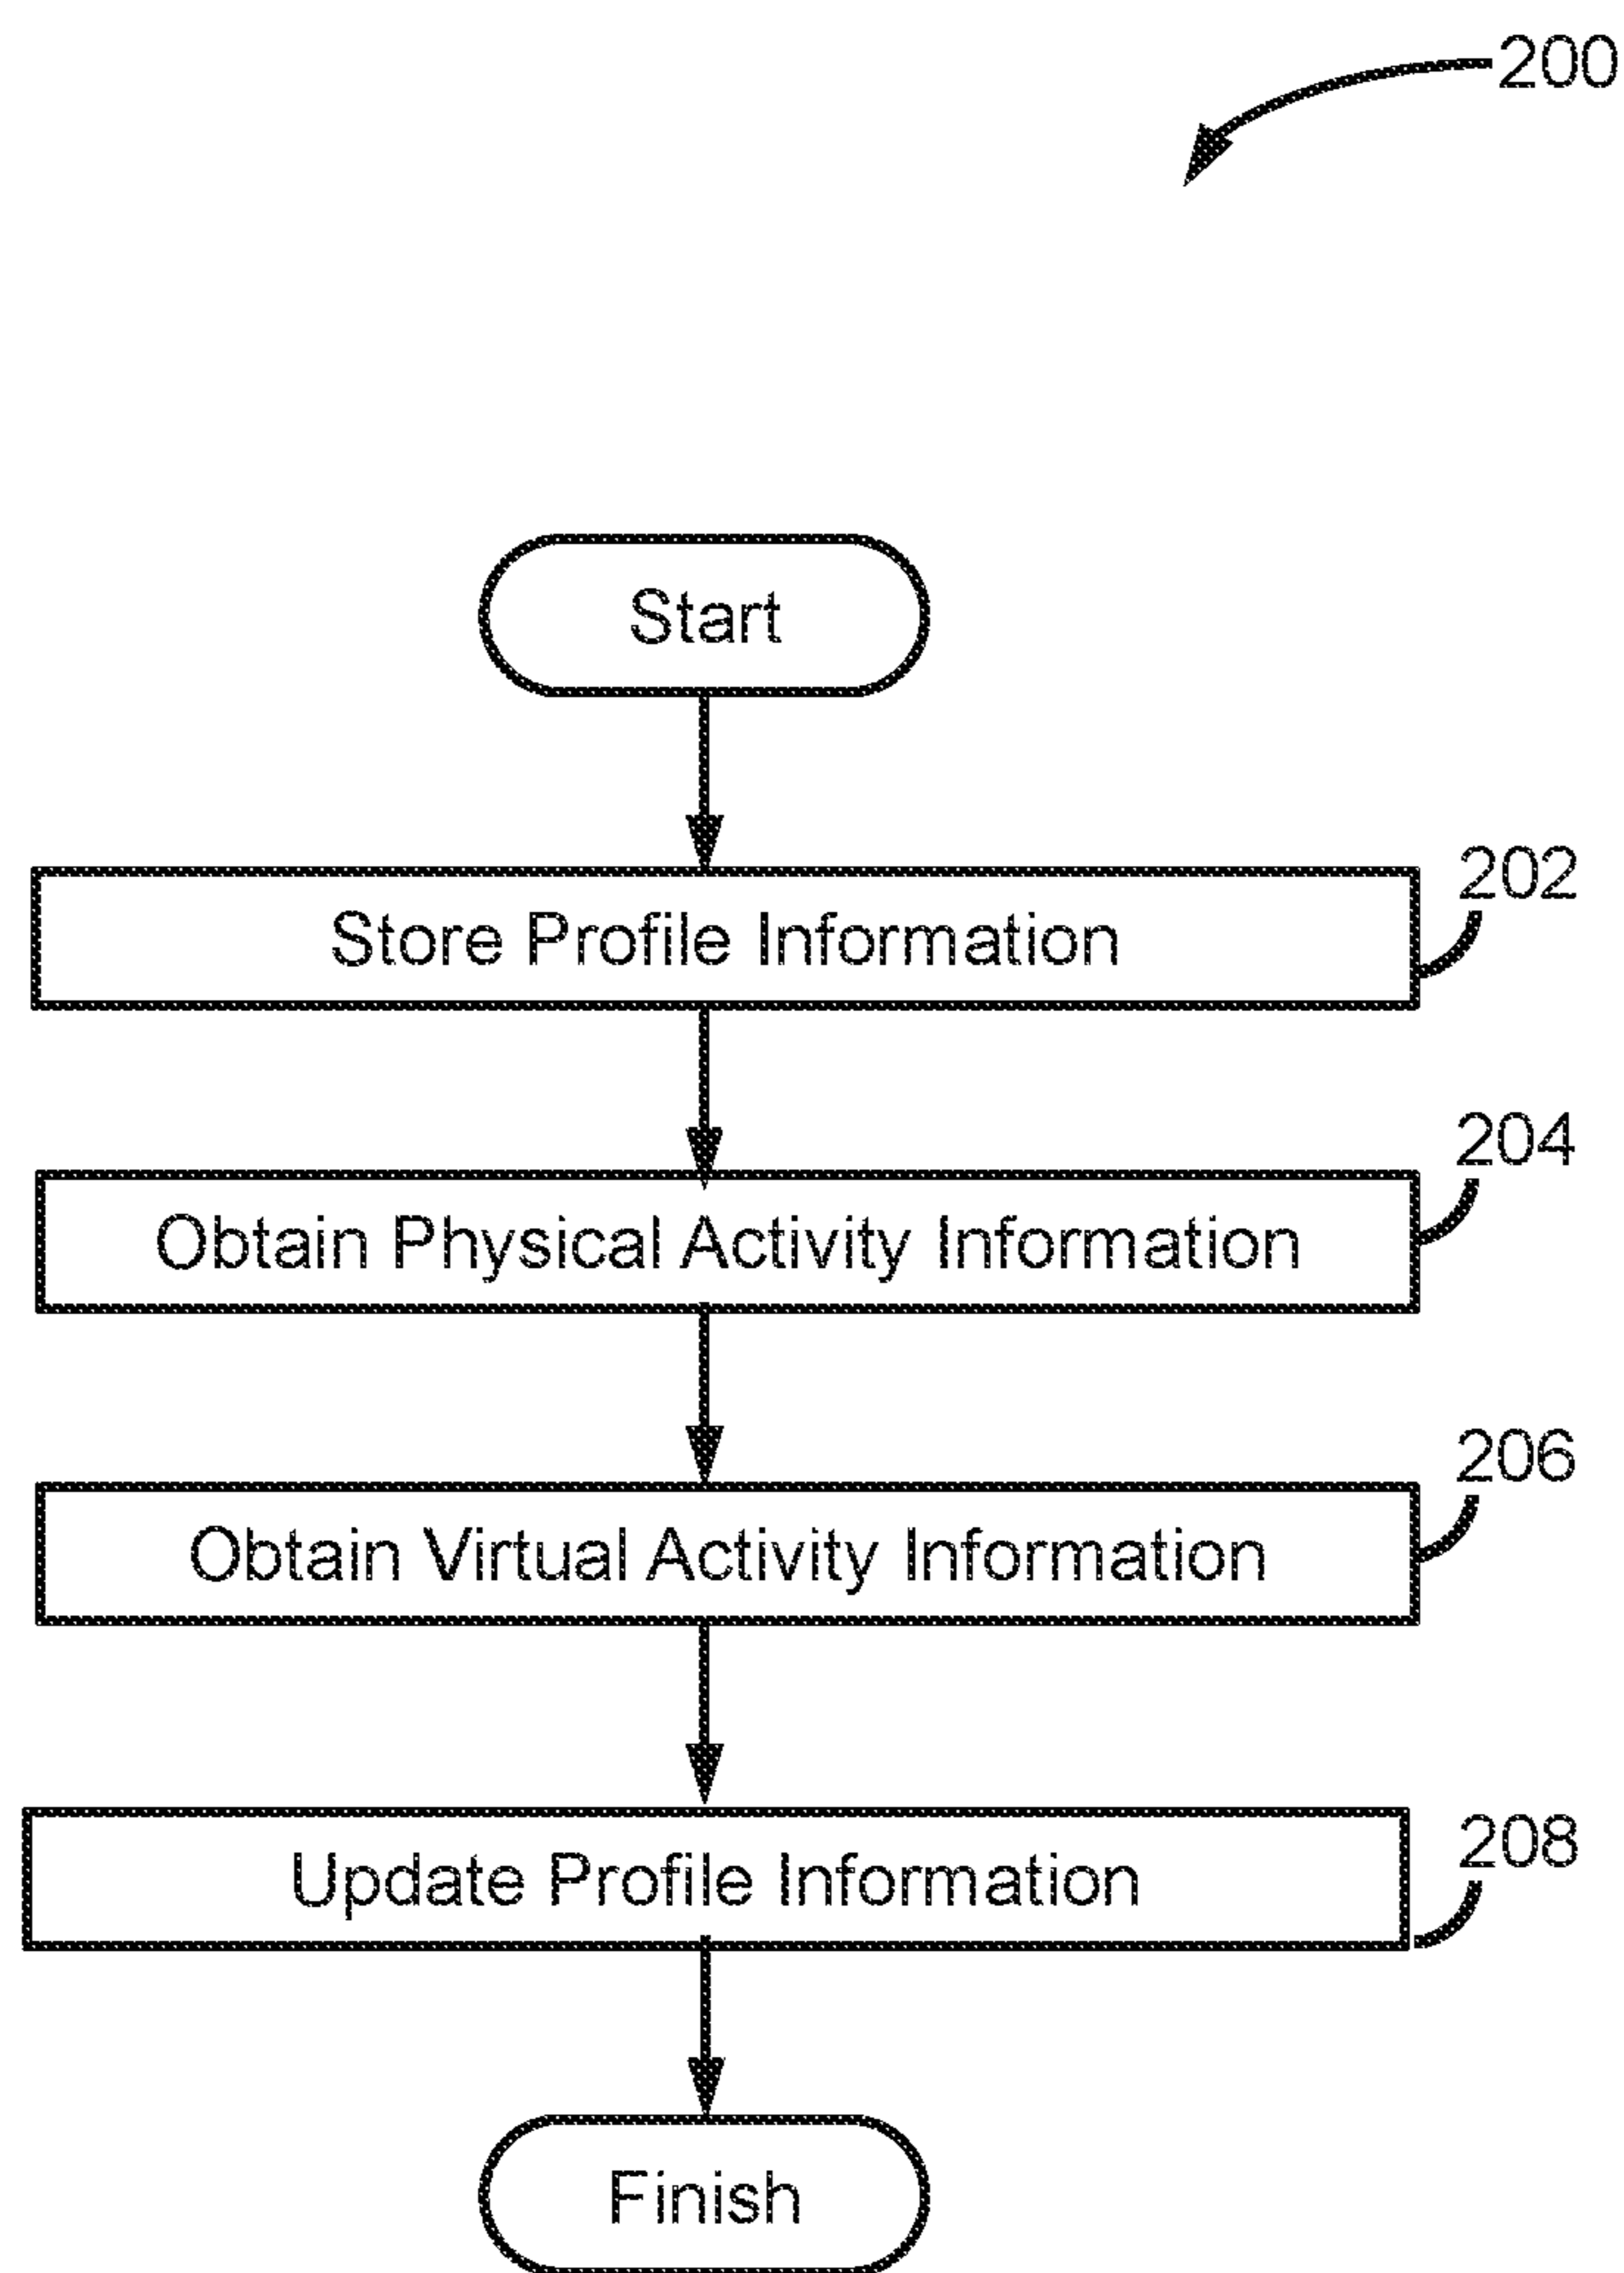 200
Start
202
Store Profile Information
204
Obtain Physical Activity Information
206
Obtain Virtual Activity Information
208
Update Profile Information
Finish